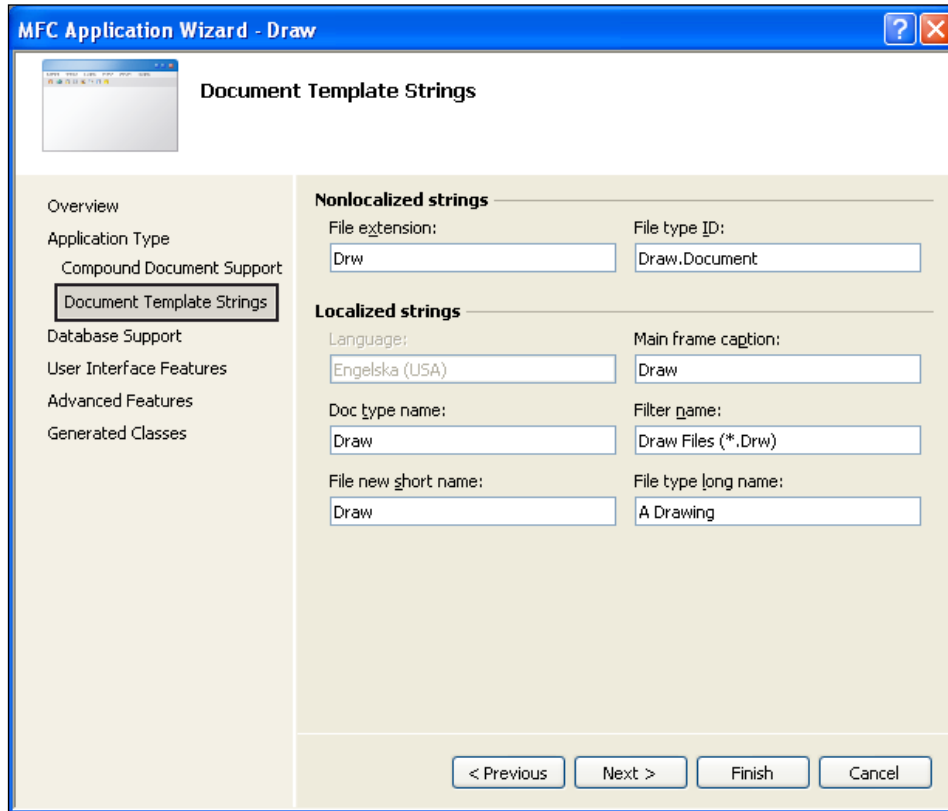 MFC Application Wizard - Draw
Document Template Strings
Overview
Application Type
Compound Document Support
Document Template Strings
Database Support
User Interface Features
Advanced Features
Generated Classes
Nonlocalized strings
File extension: File type ID:
Drw Draw.Document
Localized strings
Language: Main frame caption:
Engelska (USA) Draw
Doc type name: Filter name:
Draw Draw Files (*.Drw)
File new short name: File type long name:
Draw A Drawing
< Previous Next > Finish Cancel